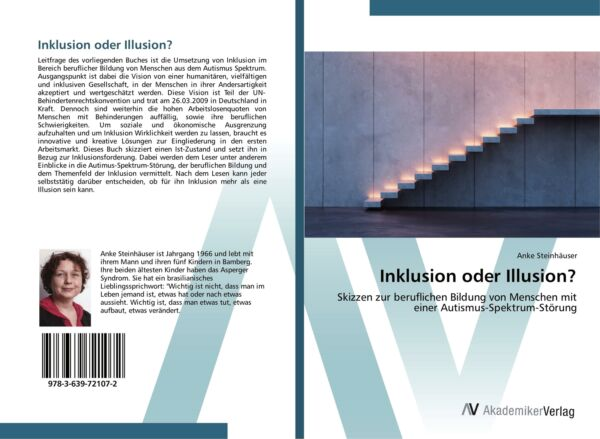 Inklusion oder Illusion?
Leitfrage des vorliegenden Buches ist die Umsetzung von Inklusion im
Bereich beruflicher Bildung von Menschen aus dem Autismus Spektrum.
Ausgangspunkt ist dabei die Vision von einer humanitären, vielfältigen
und inklusiven Gesellschaft, in der Menschen in ihrer Andersartigkeit
akzeptiert und wertgeschätzt werden. Diese Vision ist Teil der UN-
Behindertenrechtskonvention und trat am 26.03.2009 in Deutschland in
Kraft. Dennoch sind weiterhin die hohen Arbeitslosenquoten von
Menschen mit Behinderungen auffällig, sowie ihre beruflichen
Schwierigkeiten. Um soziale und ökonomische Ausgrenzung
aufzuhalten und um Inklusion Wirklichkeit werden zu lassen, braucht es
innovative und kreative Lösungen zur Eingliederung in den ersten
Arbeitsmarkt. Dieses Buch skizziert einen Ist-Zustand und setzt ihn in
Bezug zur Inklusionsforderung. Dabei werden dem Leser unter anderem
Einblicke in die Autimus-Spektrum-Störung, der beruflichen Bildung und
dem Themenfeld der Inklusion vermittelt. Nach dem Lesen kann jeder
selbstständig darüber entscheiden, ob für ihn Inklusion mehr als eine
Illusion sein kann.
Anke Steinhäuser ist Jahrgang 1966 und lebt mit
ihrem Mann und ihren fünf Kindern in Bamberg.
Ihre beiden ältesten Kinder haben das Asperger
Syndrom. Sie hat ein brasilianisches
Lieblingssprichwort: "Wichtig ist nicht, dass man im
Leben jemand ist, etwas hat oder nach etwas
aussieht. Wichtig ist, dass man etwas tut, etwas
aufbaut, etwas verändert.
978-3-639-72107-2
Anke Steinhäuser
Inklusion oder Illusion?
Skizzen zur beruflichen Bildung von Menschen mit
einer Autismus-Spektrum-Störung
AV AkademikerVerlag